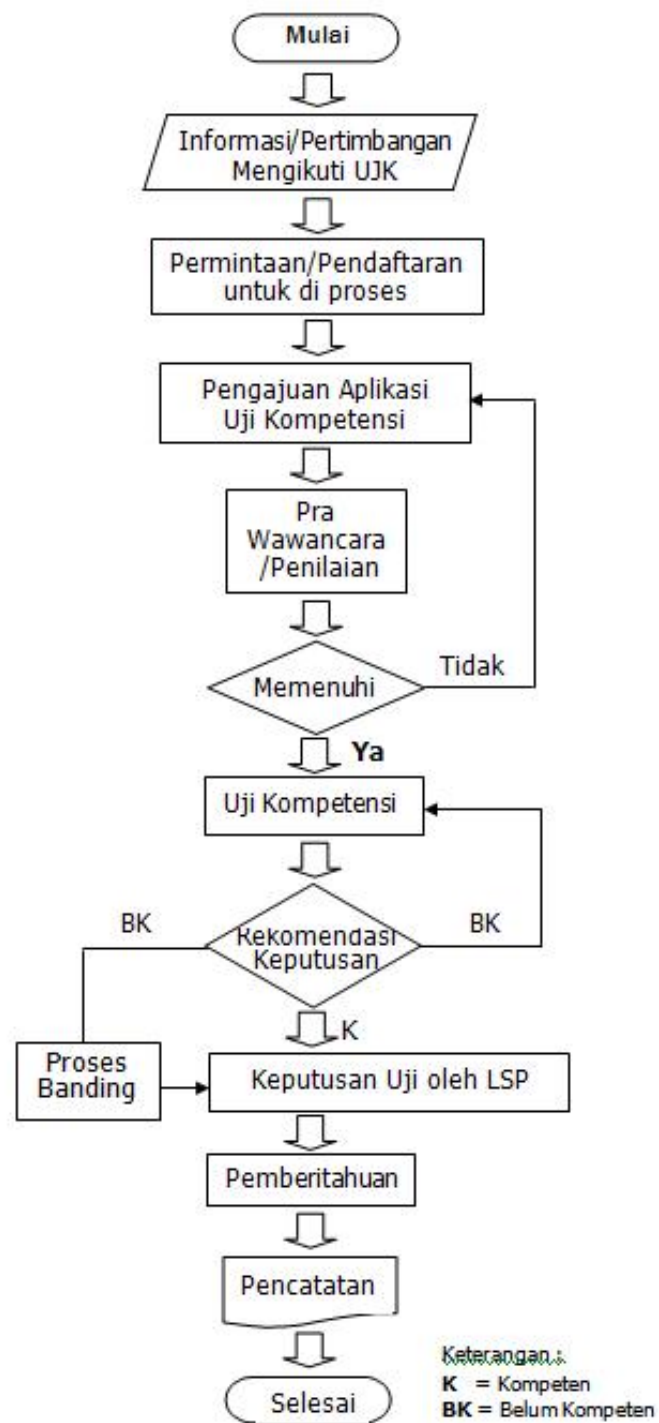 Mulai
Informasi/Pertimbangan
Mengikuti UJK
Permintaan/Pendaftaran
untuk di proses
Pengajuan Aplikasi
Uji Kompetensi
Pra
Wawancara
/Penilaian
Memenuhi
Tidak
Ya
Uji Kompetensi
BK
Rekomendasi
Keputusan
BK
K
Proses
Banding
Keputusan Uji oleh LSP
Pemberitahuan
Pencatatan
Selesai
Keterangan :
K = Kompeten
BK = Belum Kompeten